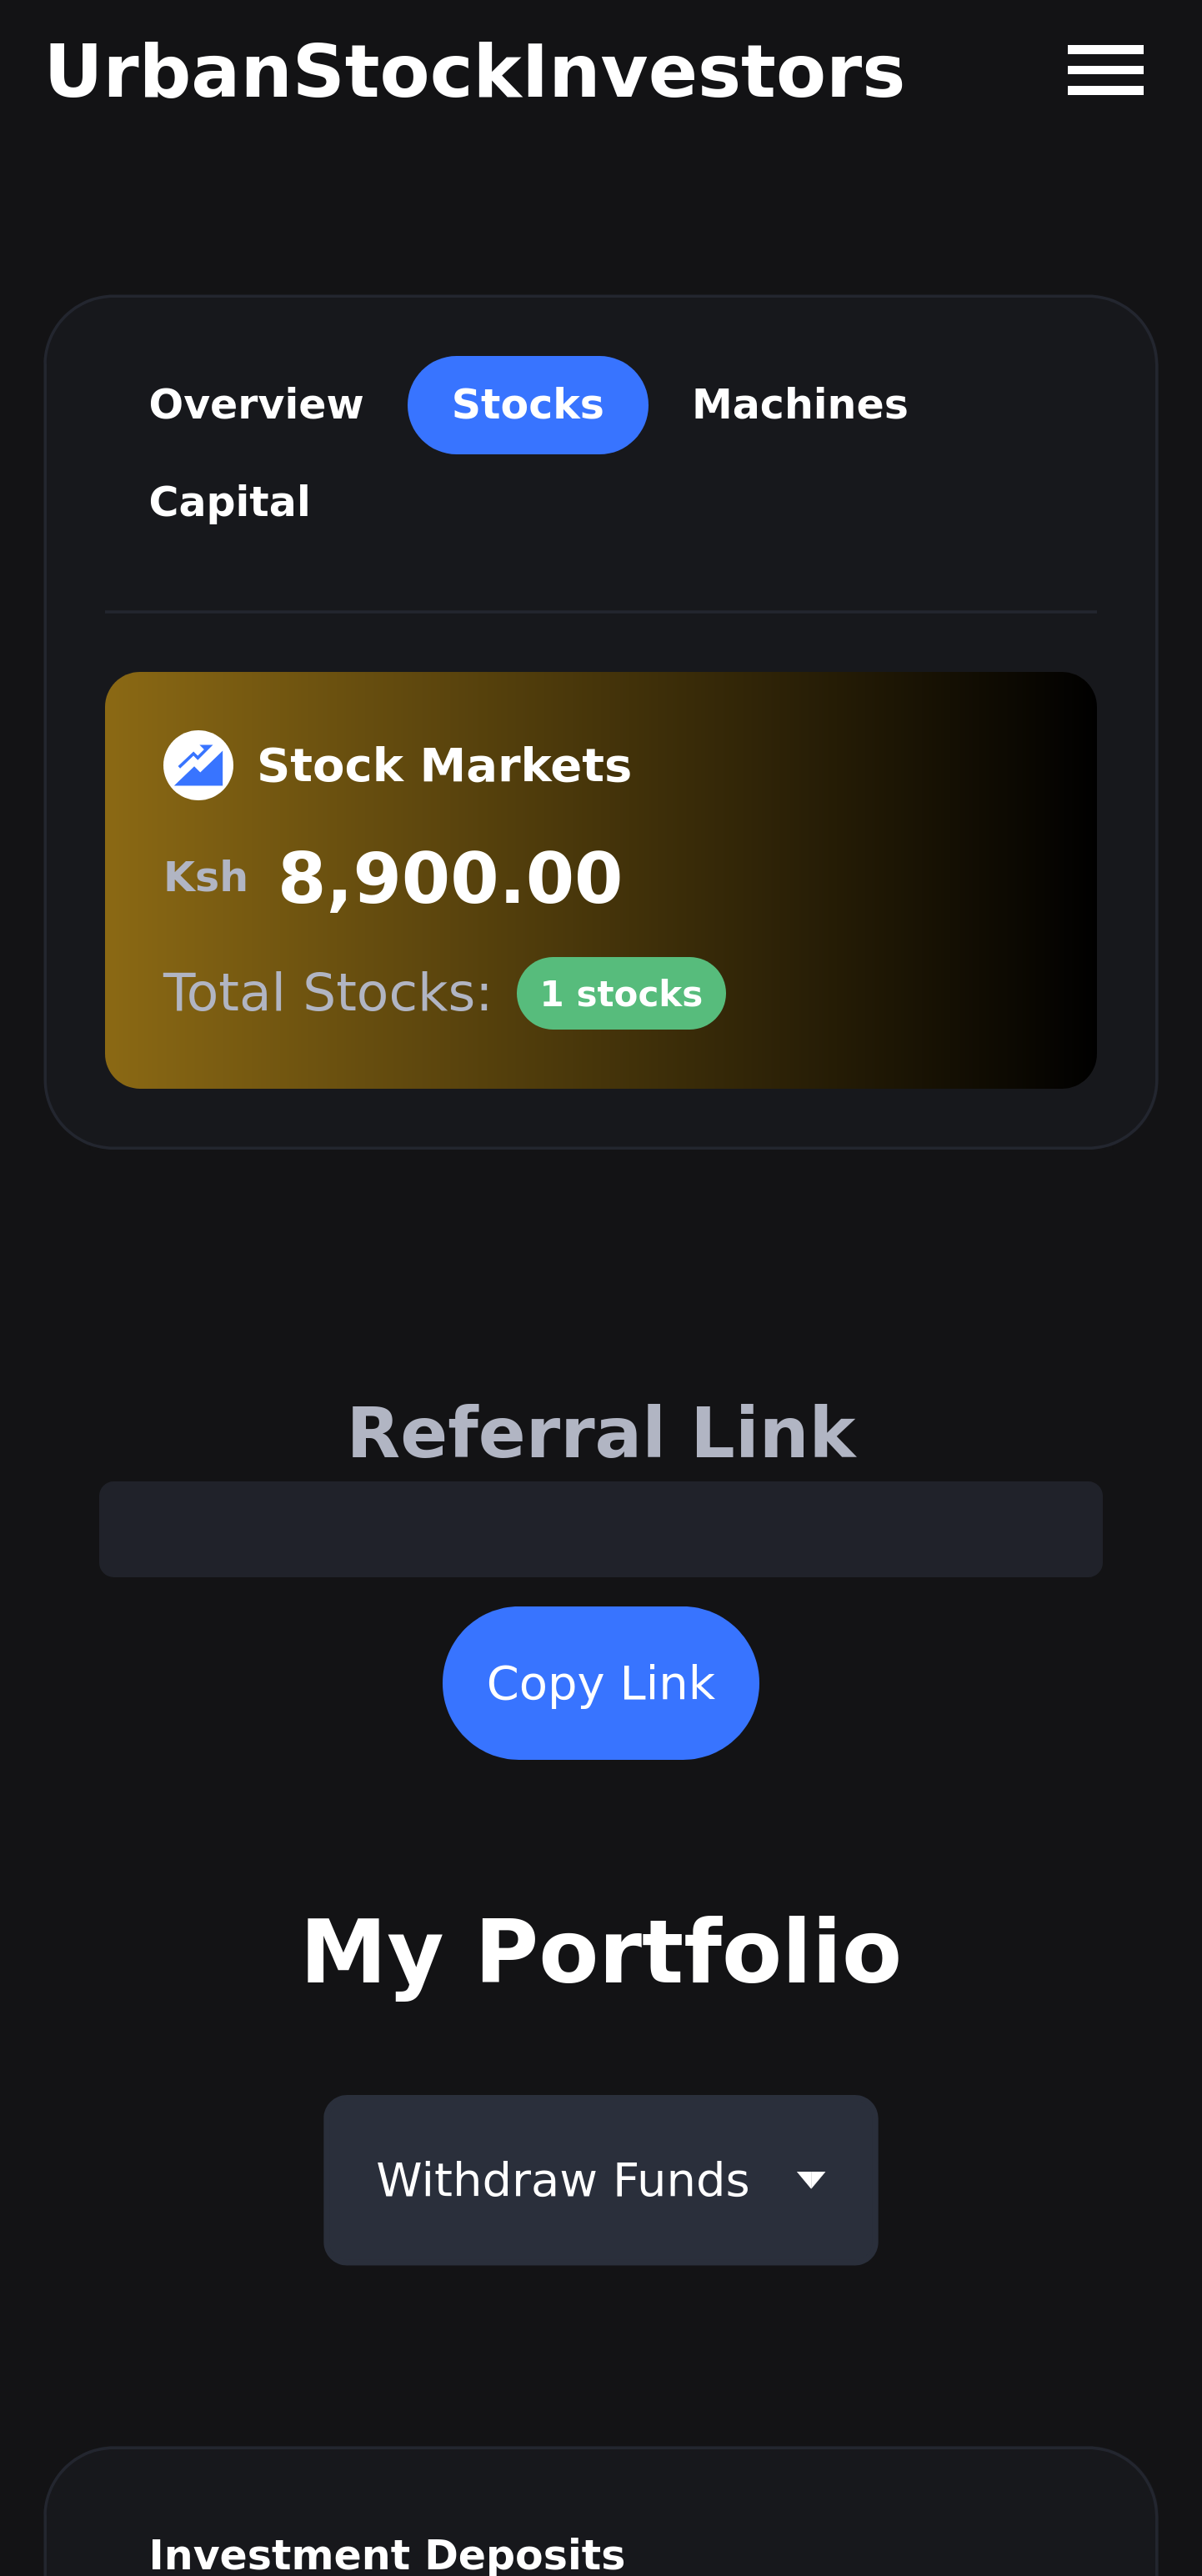 UrbanStockInvestors
Overview Stocks Machines
Capital
Stock Markets
Ksh 8,900.00
Total Stocks: 1 stocks
Referral Link
Copy Link
My Portfolio
Withdraw Funds
Investment Deposits